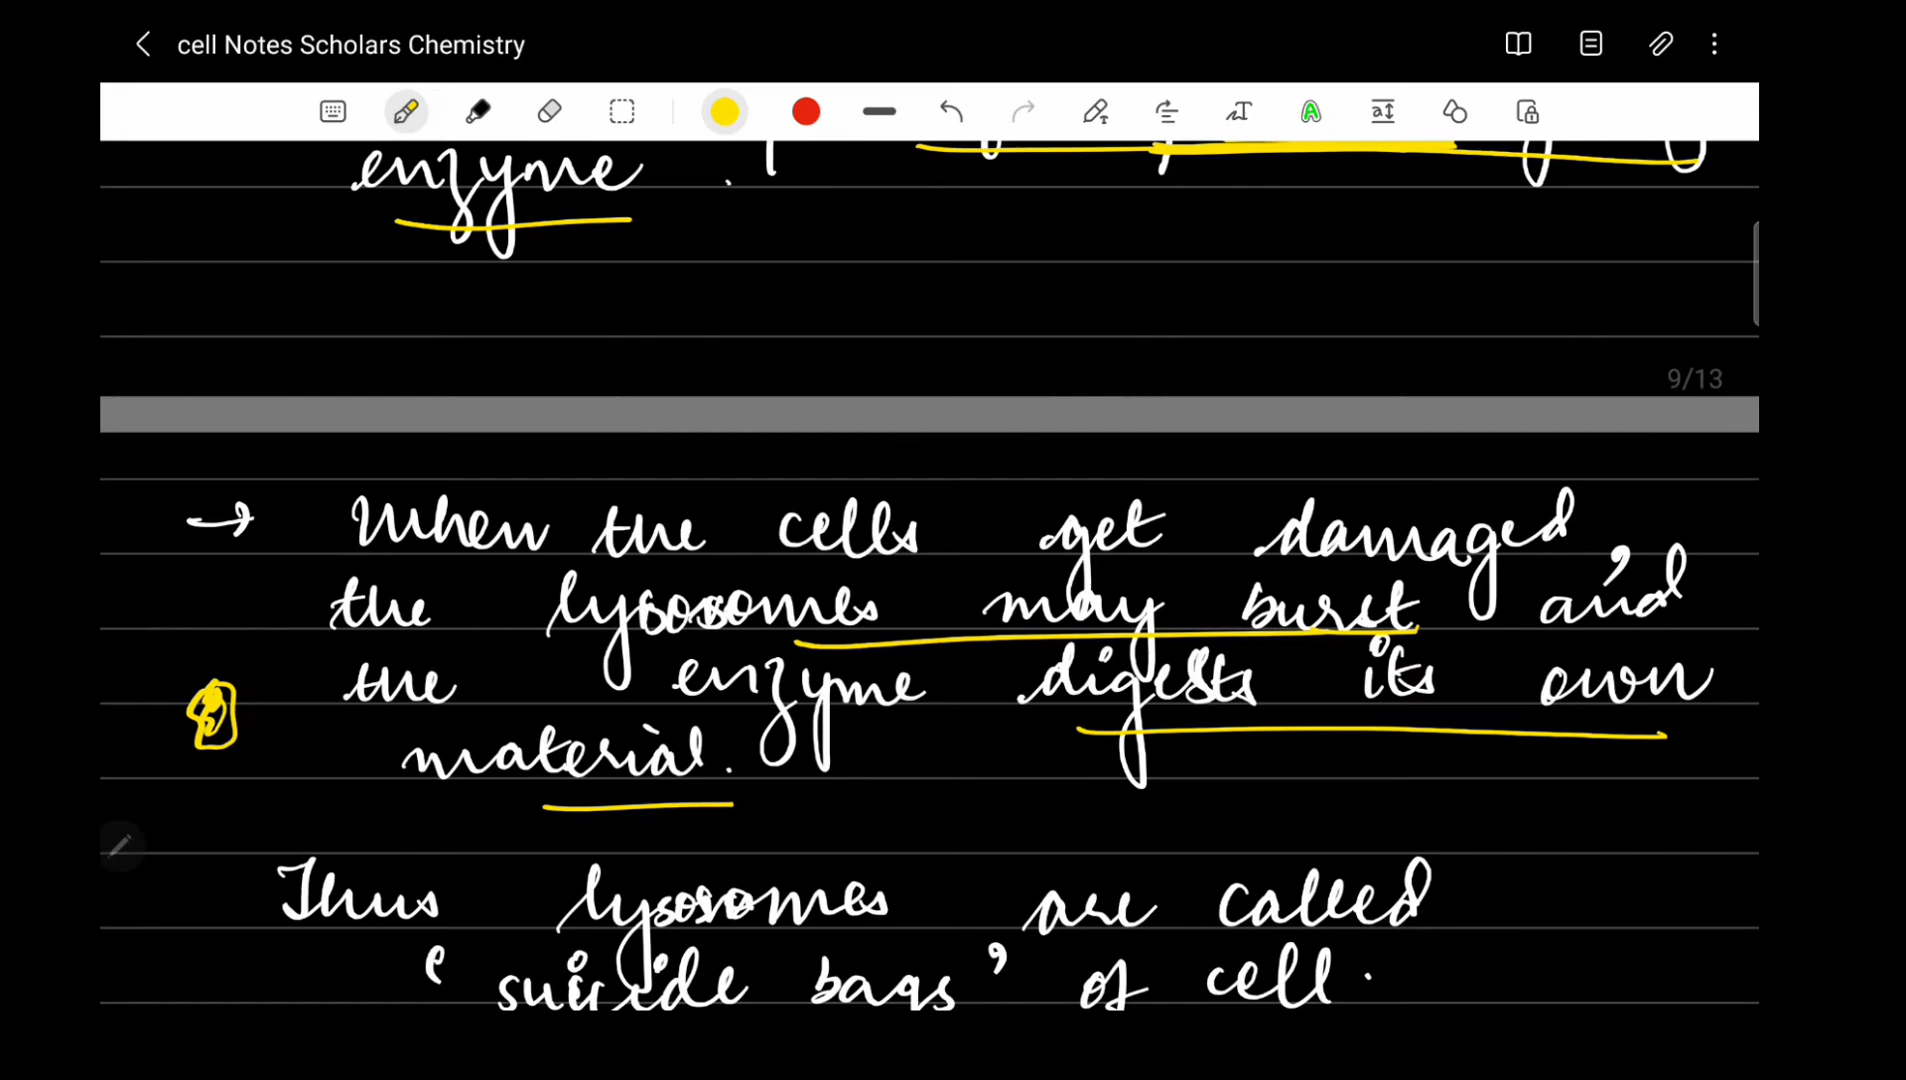 cell Notes Scholars Chemistry
enzyme .
9/13
→ When the cells get damaged,
the lysosomes may burst and
the enzyme digests its own
material.
Thus lysosomes are called
‘suicide bags’ of cell.